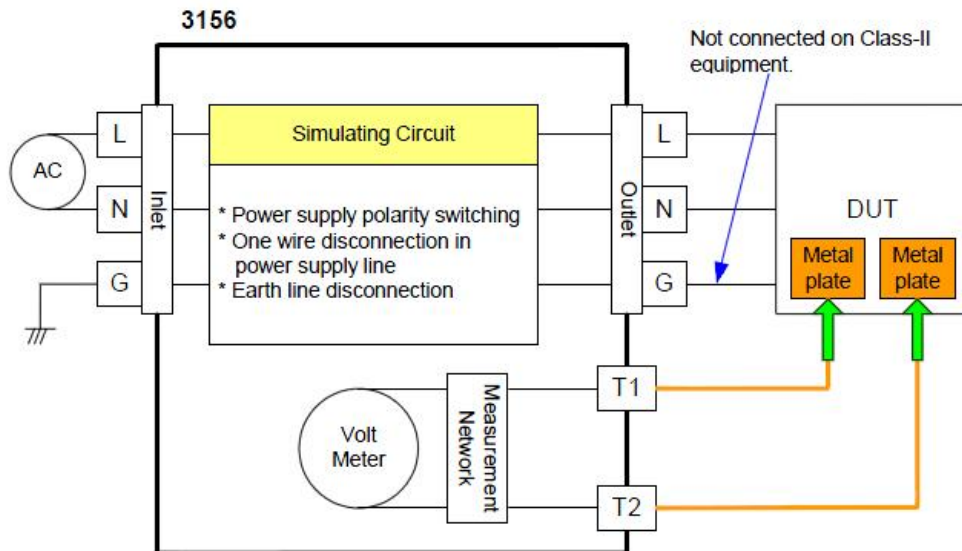 3156
Not connected on Class-II
equipment.
L
Simulating Circuit
L
AC
Inlet
Outlet
N
* Power supply polarity switching
* One wire disconnection in
power supply line
* Earth line disconnection
N
DUT
Metal
plate
Metal
plate
G
G
T1
Volt
Meter
Measurement
Network
T2